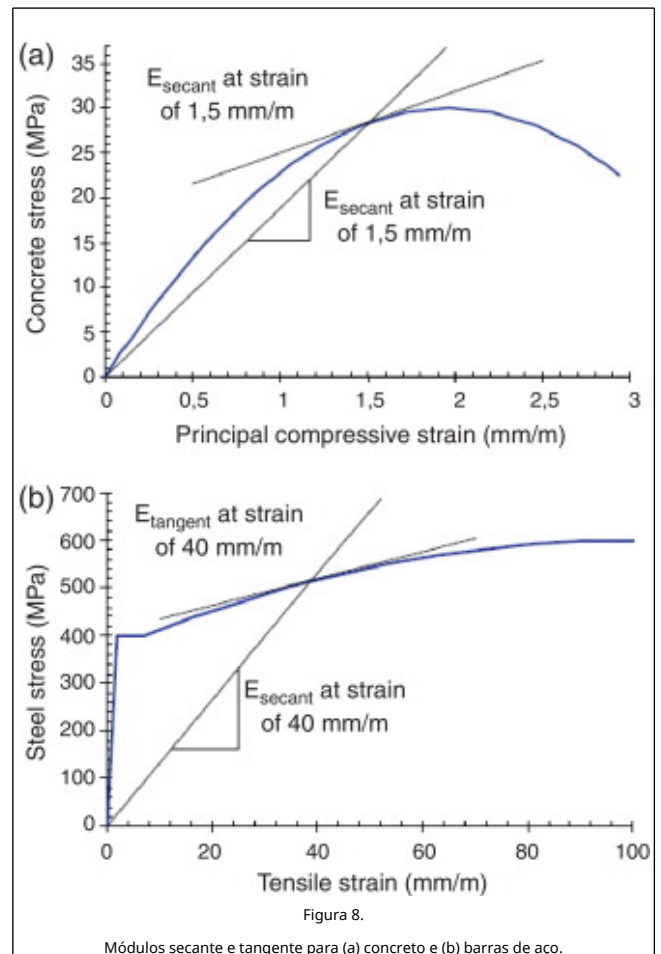 (a)
Concrete stress (MPa)
35
30
25
20
15
10
5
0
E_secant at strain
of 1,5 mm/m
E_secant at strain
of 1,5 mm/m
0 0,5 1 1,5 2 2,5 3
Principal compressive strain (mm/m)
(b)
Steel stress (MPa)
700
600
500
400
300
200
100
0
E_tangent at strain
of 40 mm/m
E_secant at strain
of 40 mm/m
20 40 60 80 100
Tensile strain (mm/m)
Figura 8.
Módulos secante e tangente para (a) concreto e (b) barras de aço.